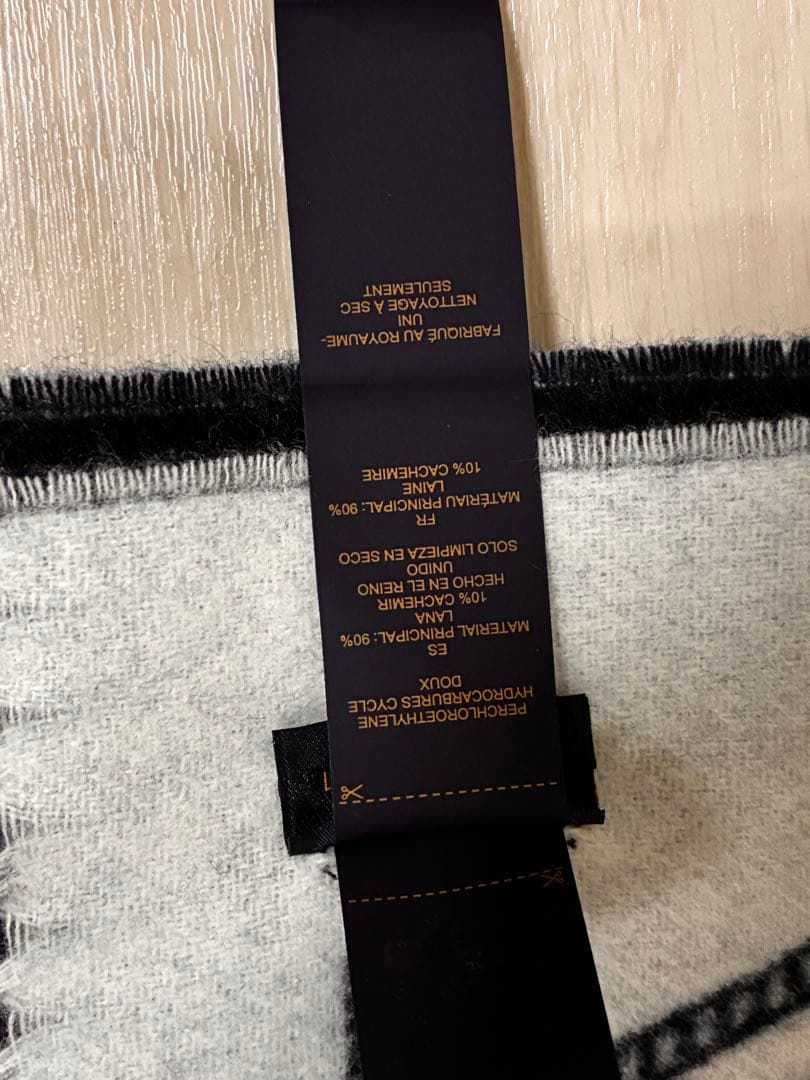 PERCHLOROETHYLENE
HYDROCARBURES CYCLE
DOUX
ES
MATERIAL PRINCIPAL: 90%
LANA
10% CACHEMIR
HECHO EN EL REINO
UNIDO
SOLO LIMPIEZA EN SECO
FR
MATÉRIAU PRINCIPAL: 90%
LAINE
10% CACHEMIRE
FABRIQUÉ AU ROYAUME-
UNI
NETTOYAGE À SEC
SEULEMENT